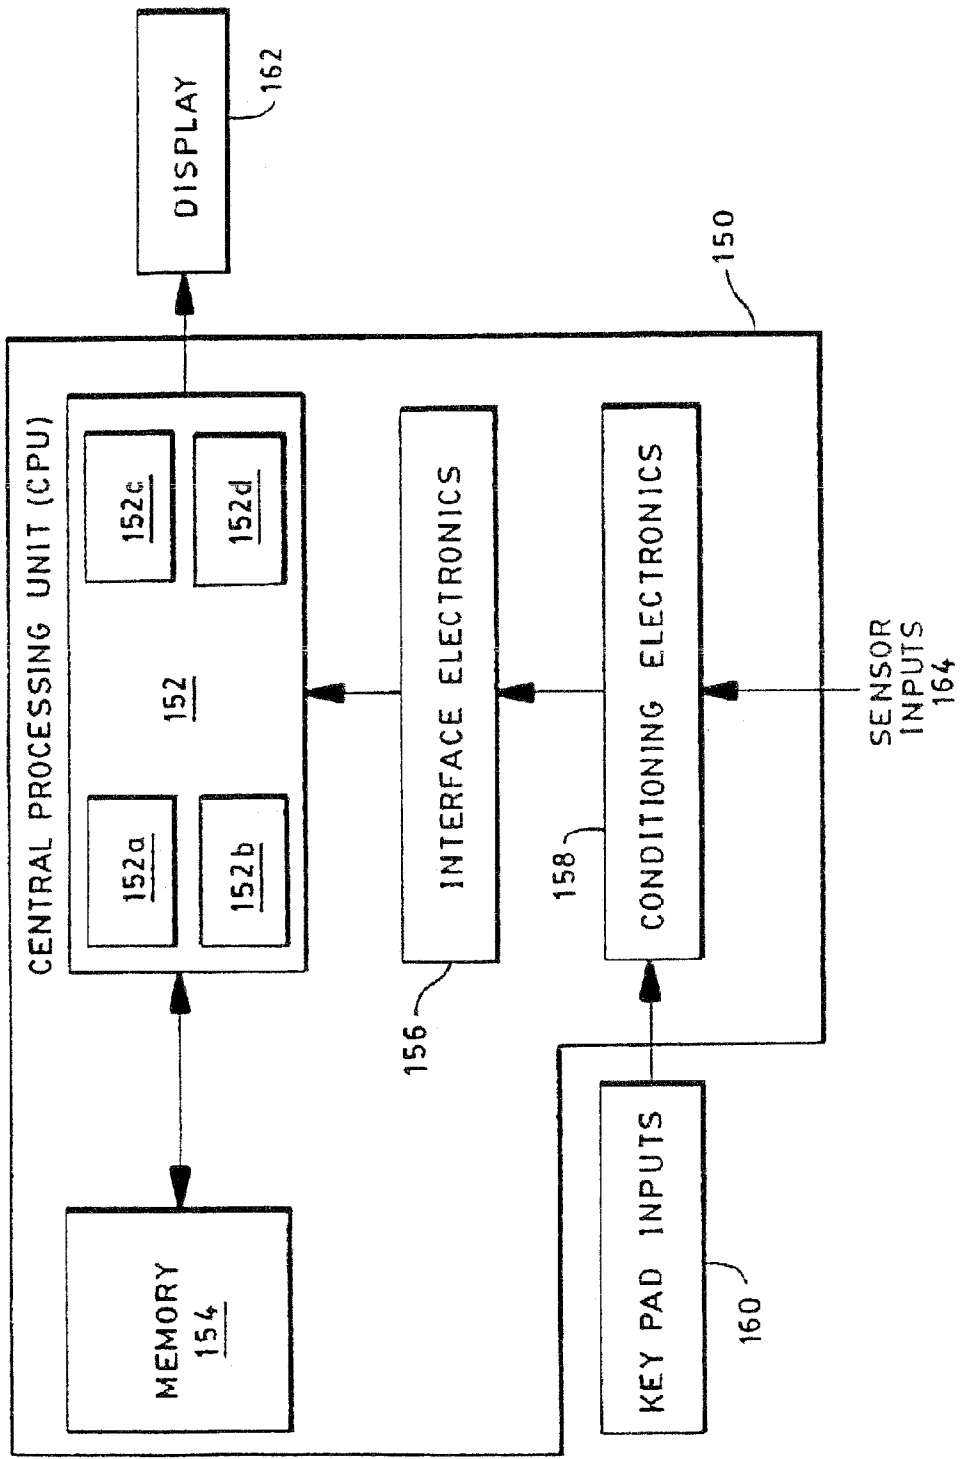 CENTRAL PROCESSING UNIT (CPU)
MEMORY
154
152a
152b
152
152c
152d
DISPLAY
162
156
INTERFACE ELECTRONICS
150
158
CONDITIONING ELECTRONICS
KEY PAD INPUTS
160
SENSOR
INPUTS
164